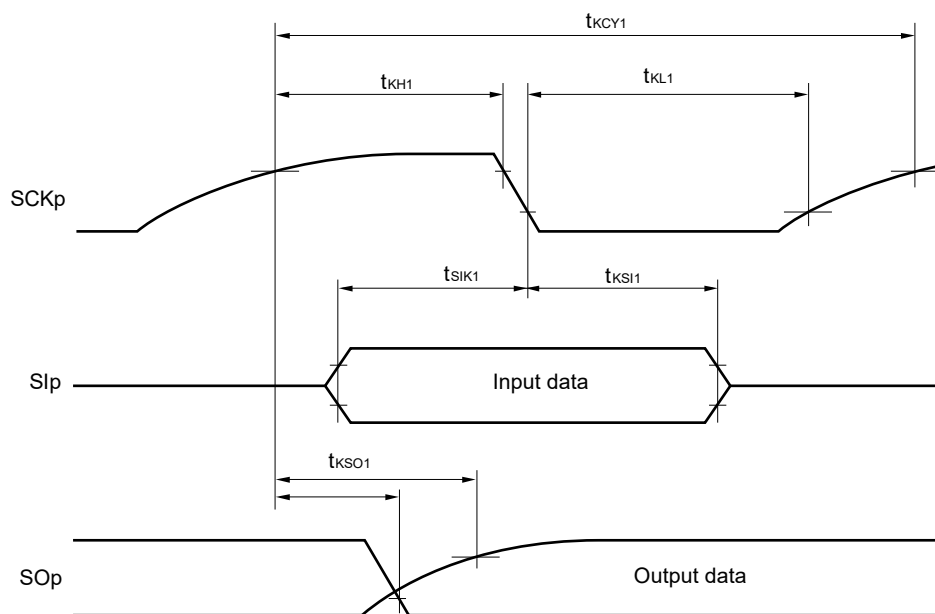 tKCY1
tKH1
tKL1
SCKp
tSIK1
tKSI1
SIp
Input data
tKSO1
SOp
Output data